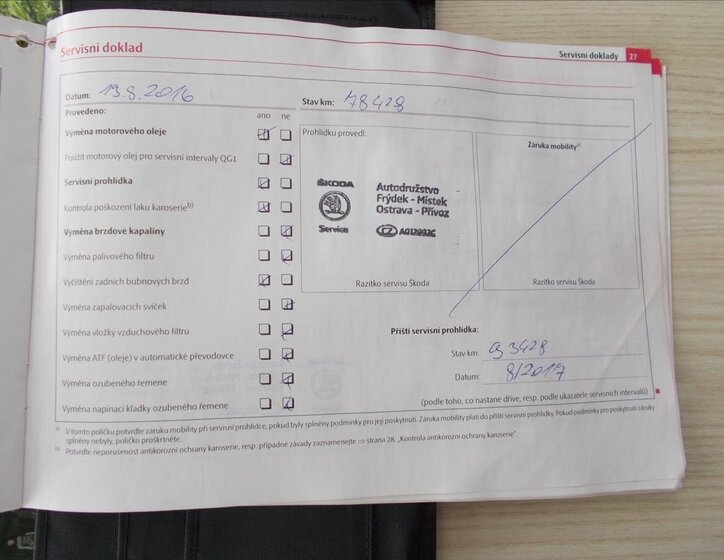 Servisní doklad
Servisní doklady 27
Datum: 19.8.2016
Stav km: 78428
Provedeno:
ano ne
Výměna motorového oleje
Použit motorový olej pro servisní intervaly QG1
Servisní prohlídka
Kontrola poškození laku karoserie b)
Výměna brzdové kapaliny
Výměna palivového filtru
Vyčištění zadních bubnových brzd
Výměna zapalovacích svíček
Výměna vložky vzduchového filtru
Výměna ATF (oleje) v automatické převodovce
Výměna ozubeného řemene
Výměna napínací kladky ozubeného řemene
Prohlídku provedl:
ŠKODA
Service
Autodružstvo
Frýdek - Místek
Ostrava - Přívoz
Razítko servisu Škoda
Záruka mobility a)
Razítko servisu Škoda
Příští servisní prohlídka:
Stav km: 93428
Datum: 8/2017
(podle toho, co nastane dříve, resp. podle ukazatele servisních intervalů)
a) V tomto políčku potvrďte záruku mobility při servisní prohlídce, pokud byly splněny podmínky pro její poskytnutí. Záruka mobility platí do příští servisní prohlídky. Pokud podmínky pro poskytnutí záruky
splněny nebyly, políčko proškrtněte.
b) Potvrďte neporušenost antikorozní ochrany karoserie, resp. případné závady zaznamenejte ⇒ strana 28, „Kontrola antikorozní ochrany karoserie".